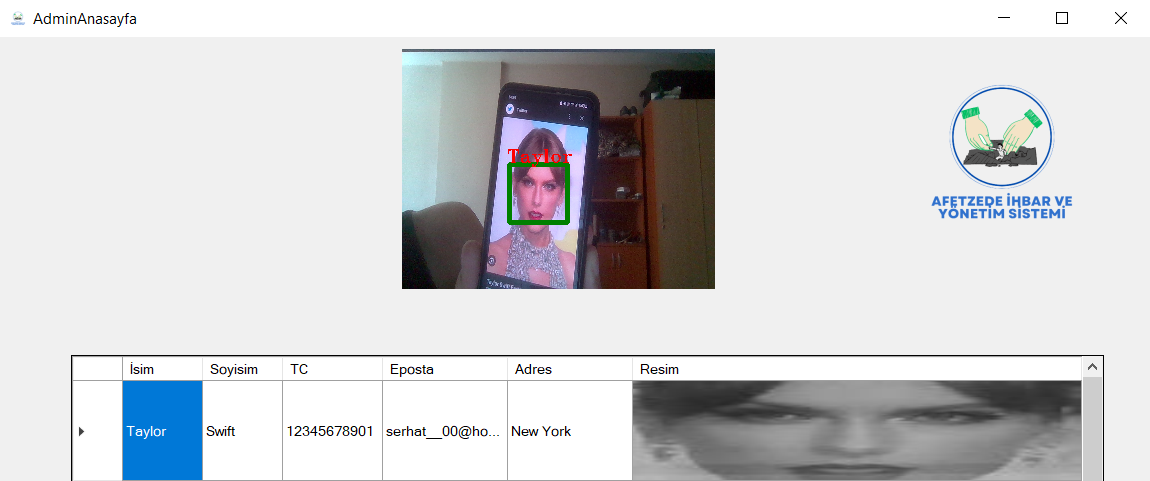 AdminAnasayfa
Taylor
AFETZEDE İHBAR VE
YÖNETİM SİSTEMİ
İsim Soyisim TC Eposta Adres Resim
Taylor Swift 12345678901 serhat__00@ho... New York